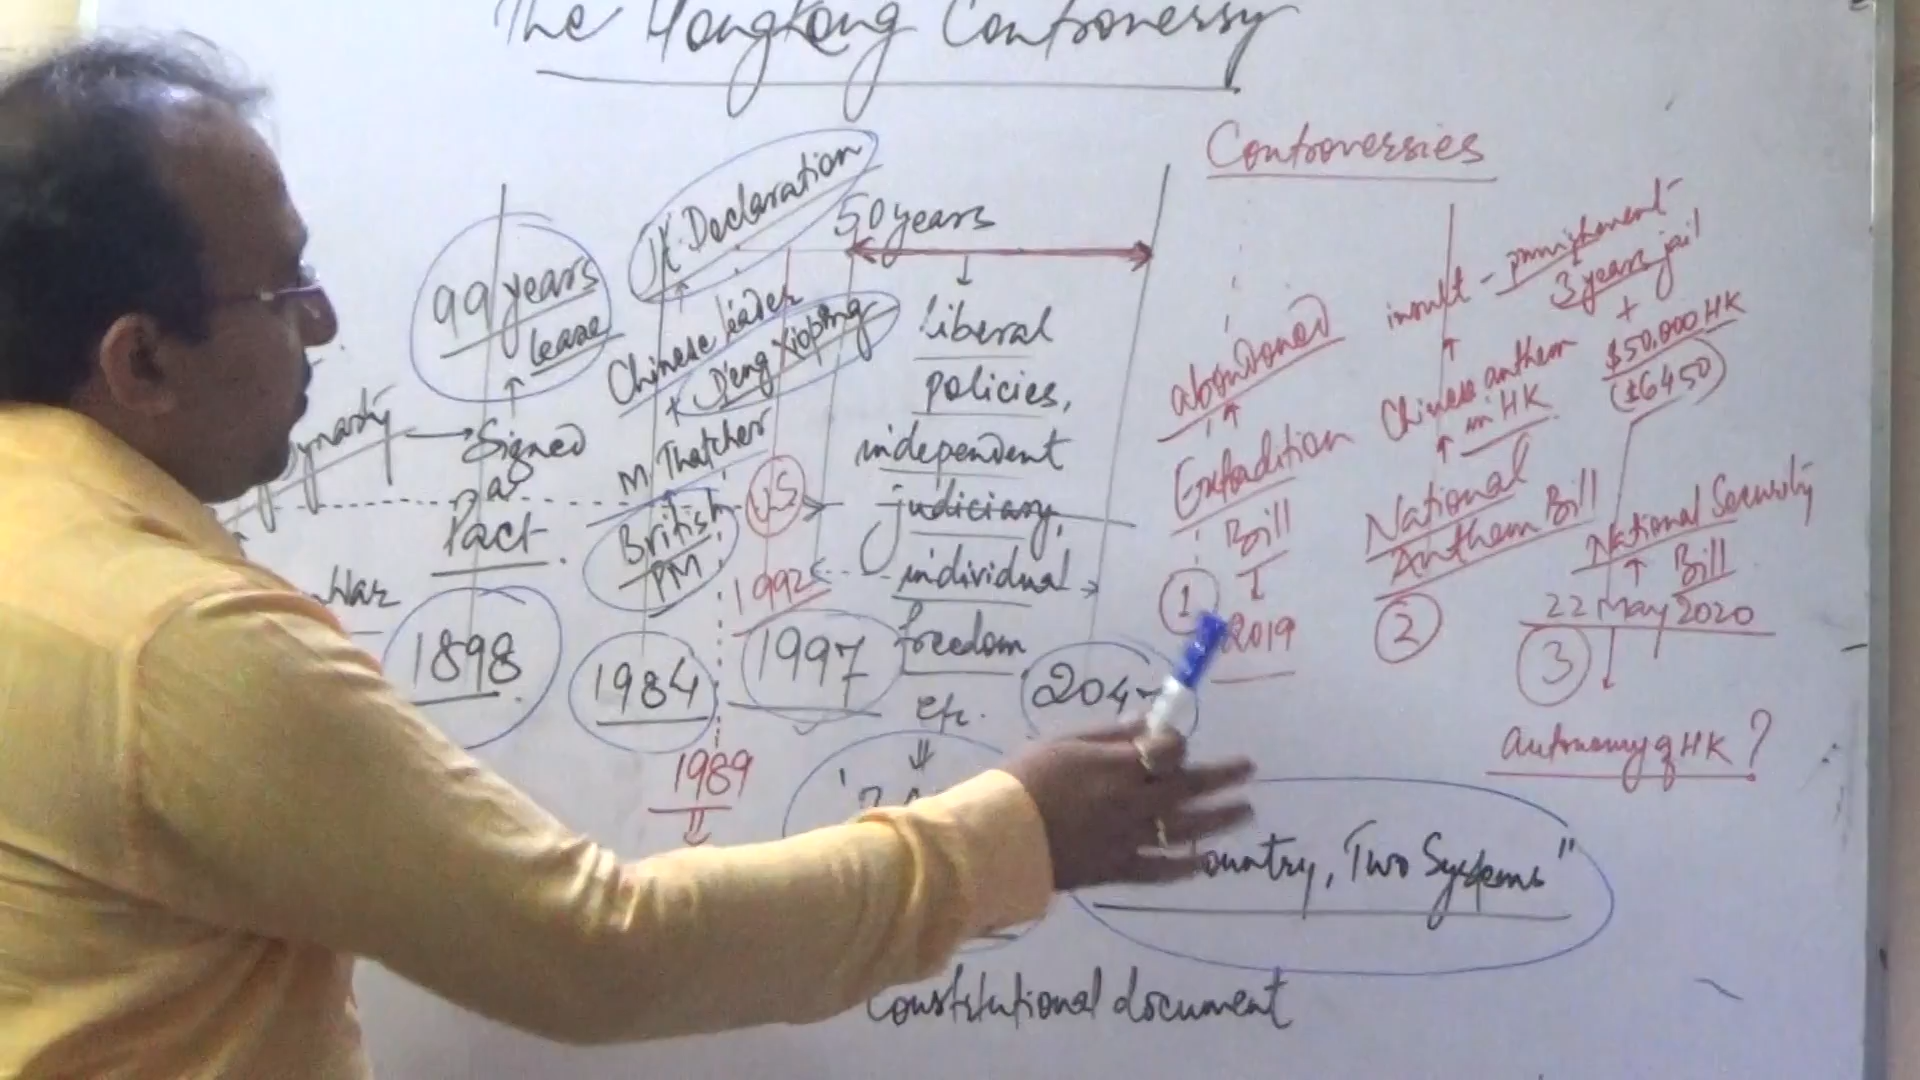 The Hongkong Controversy
99 years
lease
Signed
a
Pact.
1898
Jt. Declaration
Chinese leader
+ Deng Xioping
M Thatcher
British
PM
1984
1989
US
1992
1997
50 years
liberal
policies,
independent
judiciary,
individual
freedom
etc.
Controversies
abondoned
Extradition
Bill
2019
1
insult - punishment
3 years jail
+
$50,000 HK
($6450)
Chinese anthem
in HK
National
Anthem Bill
2
National Security
Bill
22 May 2020
3
autonomy of HK?
Two Systems"
Constitutional document